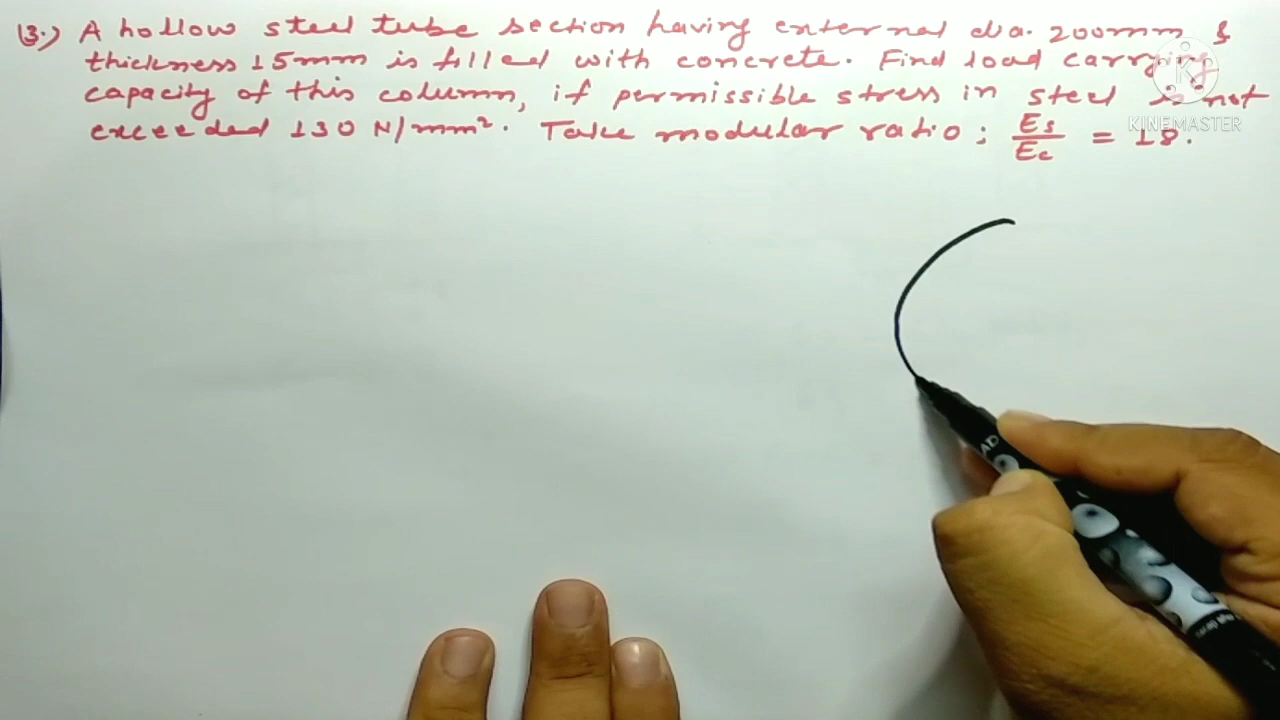 (3.) A hollow steel tube section having external dia. 200mm &
thickness 15mm is filled with concrete. Find load carrying
capacity of this column, if permissible stress in steel is not
exceeded 130 N/mm². Take modular ratio ; Es/Ec = 18.
KINEMASTER
AD